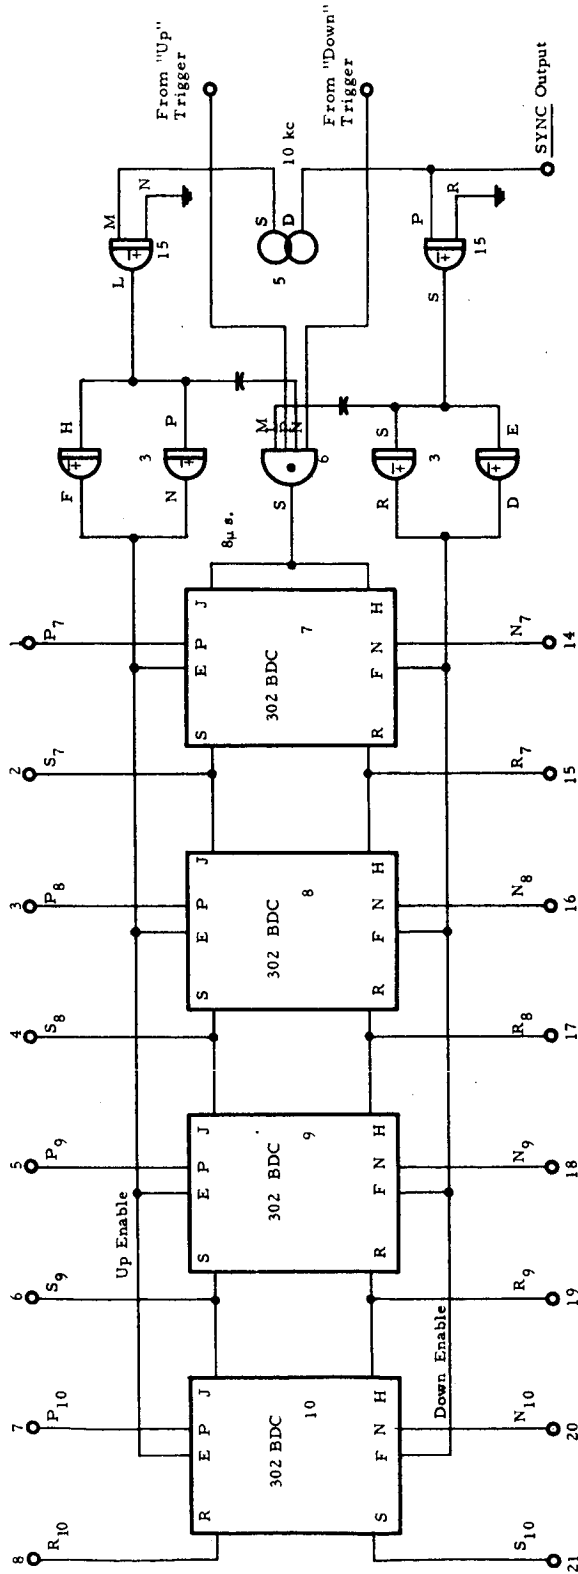 8
7
6
5
4
3
2
R10
P10
S9
P9
S8
P8
S7
P7
From "Up"
Trigger
Up Enable
H
F
L
M
N
15
3
P
N
R
E
P
J
302 BDC
10
S
F
N
H
S
E
P
J
302 BDC
9
R
F
N
H
S
E
P
J
302 BDC
8
R
F
N
H
S
E
P
J
302 BDC
7
R
F
N
H
8μ s.
S
M
N
6
5
S
D
10 kc
From "Down"
Trigger
S
R
3
E
D
S
P
R
15
Down Enable
S10
N10
R9
N9
R8
N8
R7
N7
SYNC Output
21
20
19
18
17
16
15
14